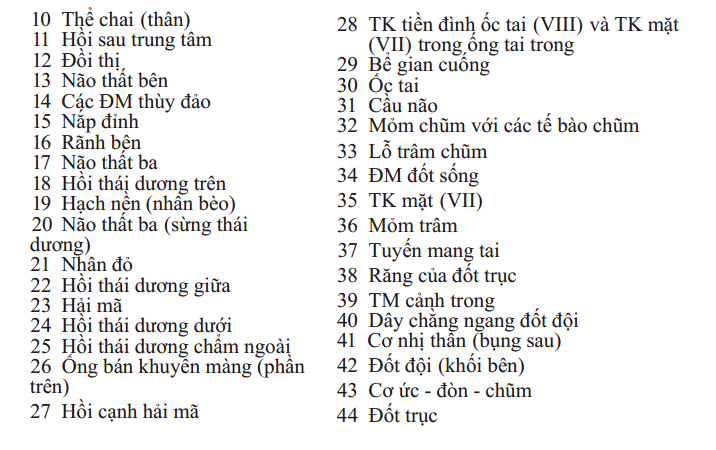 10 Thể chai (thân)
11 Hồi sau trung tâm
12 Đồi thị
13 Não thất bên
14 Các ĐM thùy đảo
15 Nắp đỉnh
16 Rãnh bên
17 Não thất ba
18 Hồi thái dương trên
19 Hạch nền (nhân bèo)
20 Não thất ba (sừng thái
dương)
21 Nhân đỏ
22 Hồi thái dương giữa
23 Hải mã
24 Hồi thái dương dưới
25 Hồi thái dương chẩm ngoài
26 Ống bán khuyên màng (phần
trên)
27 Hồi cạnh hải mã
28 TK tiền đình ốc tai (VIII) và TK mặt
(VII) trong ống tai trong
29 Bể gian cuống
30 Ốc tai
31 Cầu não
32 Mỏm chũm với các tế bào chũm
33 Lỗ trâm chũm
34 ĐM đốt sống
35 TK mặt (VII)
36 Mỏm trâm
37 Tuyến mang tai
38 Răng của đốt trục
39 TM cảnh trong
40 Dây chằng ngang đốt đội
41 Cơ nhị thân (bụng sau)
42 Đốt đội (khối bên)
43 Cơ ức - đòn - chũm
44 Đốt trục